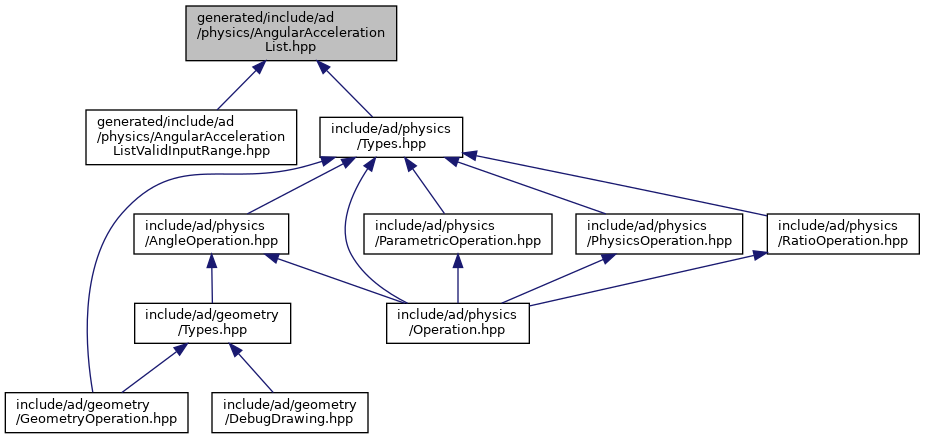 generated/include/ad
/physics/AngularAcceleration
List.hpp
generated/include/ad
/physics/AngularAcceleration
ListValidInputRange.hpp
include/ad/physics
/Types.hpp
include/ad/physics
/AngleOperation.hpp
include/ad/physics
/ParametricOperation.hpp
include/ad/physics
/PhysicsOperation.hpp
include/ad/physics
/RatioOperation.hpp
include/ad/geometry
/Types.hpp
include/ad/physics
/Operation.hpp
include/ad/geometry
/GeometryOperation.hpp
include/ad/geometry
/DebugDrawing.hpp